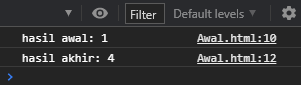 Filter
Default levels
hasil awal: 1 Awal.html:10
hasil akhir: 4 Awal.html:12